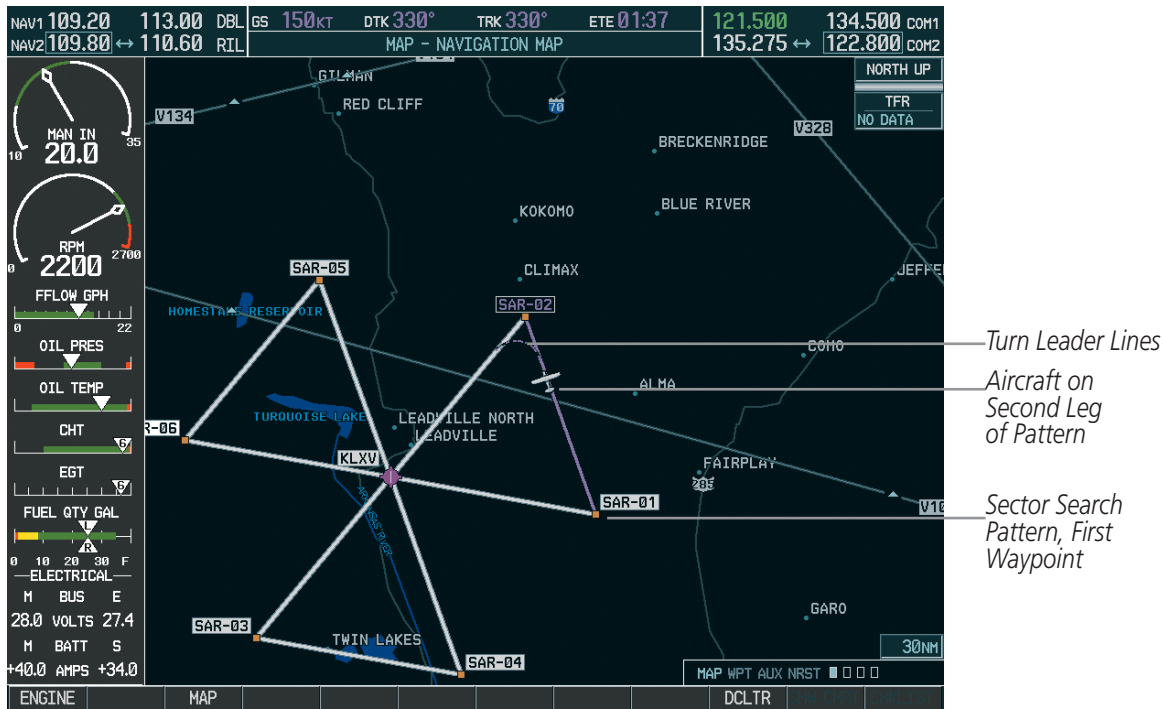 NAV1 109.20 113.00 DBL
NAV2 109.80 ↔ 110.60 RIL
GS 150KT DTK 330° TRK 330° ETE 01:37
MAP - NAVIGATION MAP
121.500 134.500 COM1
135.275 ↔ 122.800 COM2
NORTH UP
TFR
NO DATA
MAN IN
10 35
20.0
RPM
0 2700
2200
FFLOW GPH
0 22
OIL PRES
OIL TEMP
CHT
6
EGT
6
FUEL QTY GAL
L
R
0 10 20 30 F
ELECTRICAL
M BUS E
28.0 VOLTS 27.4
M BATT S
+40.0 AMPS +34.0
GILMAN
RED CLIFF
70
V134
V328
BRECKENRIDGE
BLUE RIVER
KOKOMO
CLIMAX
SAR-05
JEFFE
HOMESTAKE RESERVOIR
SAR-02
COMO
ALMA
TURQUOISE LAKE
LEADVILLE NORTH
LEADVILLE
R-06
KLXV
FAIRPLAY
285
SAR-01
V10
ARKANSAS RIVER
GARO
SAR-03
TWIN LAKES
SAR-04
30NM
MAP WPT AUX NRST
ENGINE MAP DCLTR
Turn Leader Lines
Aircraft on
Second Leg
of Pattern
Sector Search
Pattern, First
Waypoint